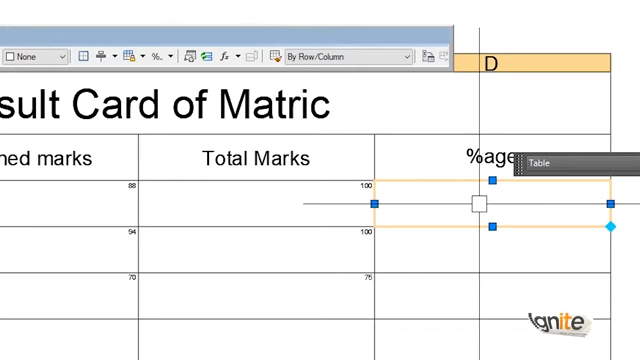 None
%..
fx
By Row/Column
D
sult Card of Matric
ned marks
Total Marks
%age
Table
88
100
94
100
70
75
Ignite